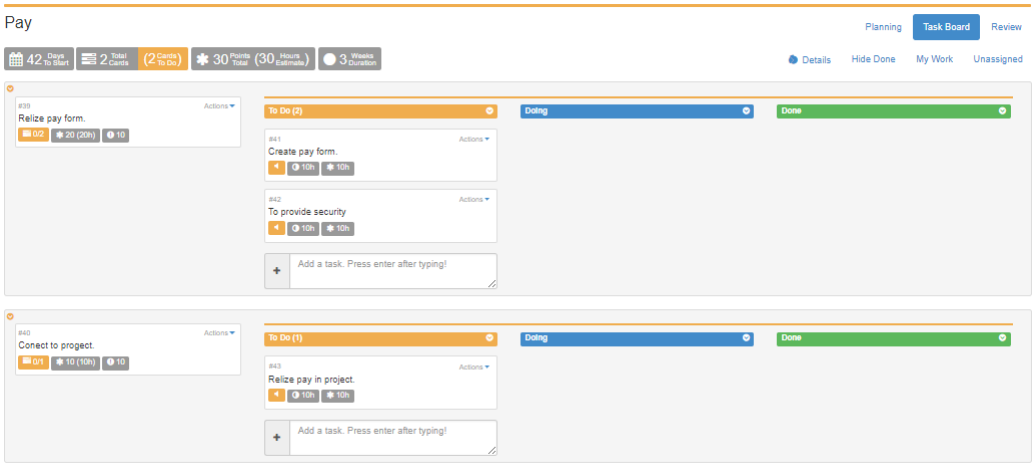 Pay
Planning Task Board Review
42 Days To Start 2 Total Cards (2 Cards To Do) 30 Points Total (30 Hours Estimate) 3 Weeks Duration
Details Hide Done My Work Unassigned
#39 Actions
Relize pay form.
0/2 20 (20h) 10
To Do (2) Doing Done
#41 Actions
Create pay form.
10h 10h
#42 Actions
To provide security
10h 10h
+ Add a task. Press enter after typing!
#40 Actions
Conect to progect.
0/1 10 (10h) 10
To Do (1) Doing Done
#43 Actions
Relize pay in project.
10h 10h
+ Add a task. Press enter after typing!